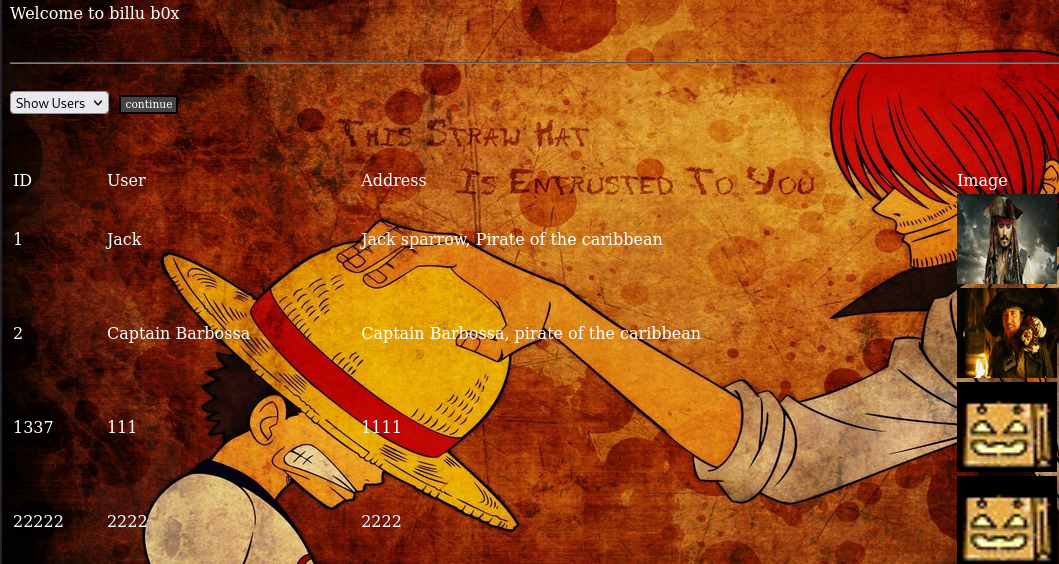 Welcome to billu b0x
Show Users continue
This Straw Hat
Is Entrusted To You
ID User Address Image
1 Jack Jack sparrow, Pirate of the caribbean
2 Captain Barbossa Captain Barbossa, pirate of the caribbean
1337 111 1111
22222 2222 2222